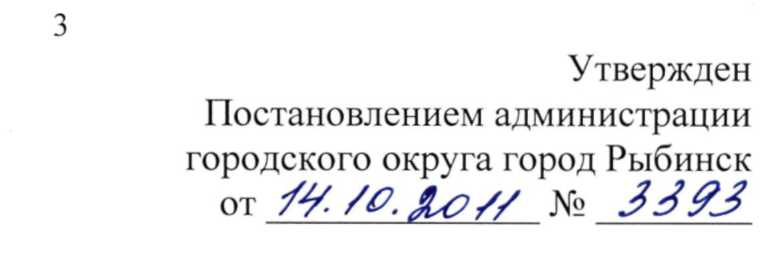 3
Утвержден
Постановлением администрации
городского округа город Рыбинск
от 14.10.2011 № 3393